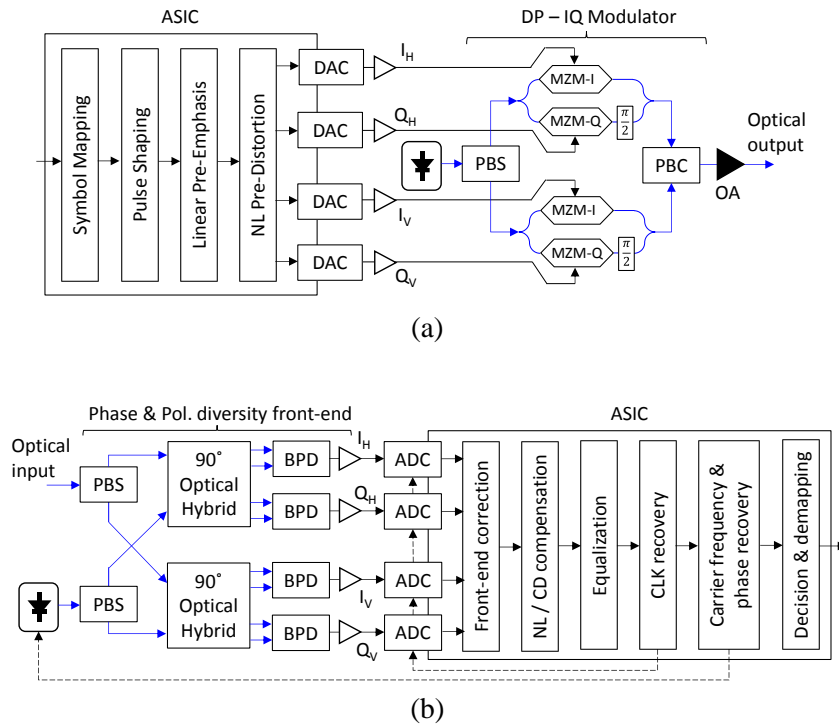 ASIC
DP – IQ Modulator
Symbol Mapping
Pulse Shaping
Linear Pre-Emphasis
NL Pre-Distortion
DAC
DAC
DAC
DAC
I_H
Q_H
I_V
Q_V
PBS
MZM-I
MZM-Q
π/2
MZM-I
MZM-Q
π/2
PBC
OA
Optical
output
(a)
Phase & Pol. diversity front-end
ASIC
Optical
input
PBS
PBS
90°
Optical
Hybrid
90°
Optical
Hybrid
BPD
BPD
BPD
BPD
I_H
Q_H
I_V
Q_V
ADC
ADC
ADC
ADC
Front-end correction
NL / CD compensation
Equalization
CLK recovery
Carrier frequency &
phase recovery
Decision & demapping
(b)